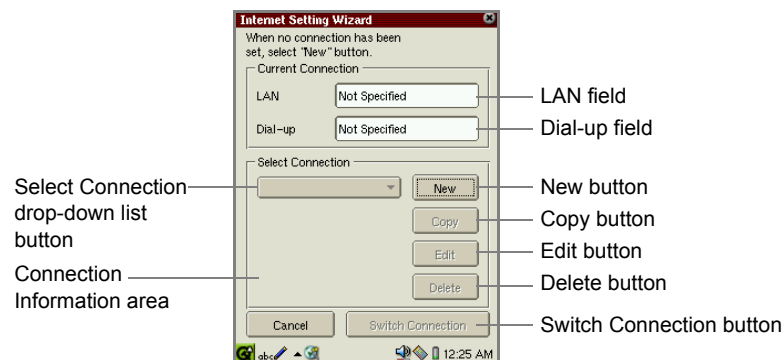 Internet Setting Wizard
When no connection has been
set, select "New" button.
Current Connection
LAN
Not Specified
LAN field
Dial-up
Not Specified
Dial-up field
Select Connection
Select Connection
drop-down list
button
New
New button
Copy
Copy button
Edit
Edit button
Connection
Information area
Delete
Delete button
Cancel
Switch Connection
Switch Connection button
abc
12:25 AM